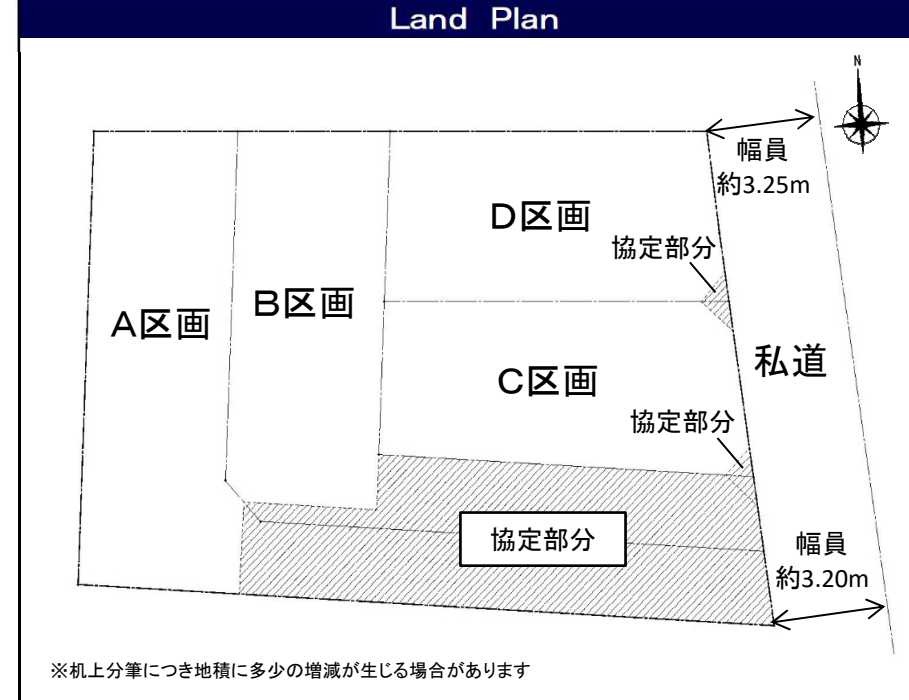 Land Plan
N
幅員
約3.25m
D区画
協定部分
B区画
A区画
私道
C区画
協定部分
協定部分
幅員
約3.20m
※机上分筆につき地積に多少の増減が生じる場合があります